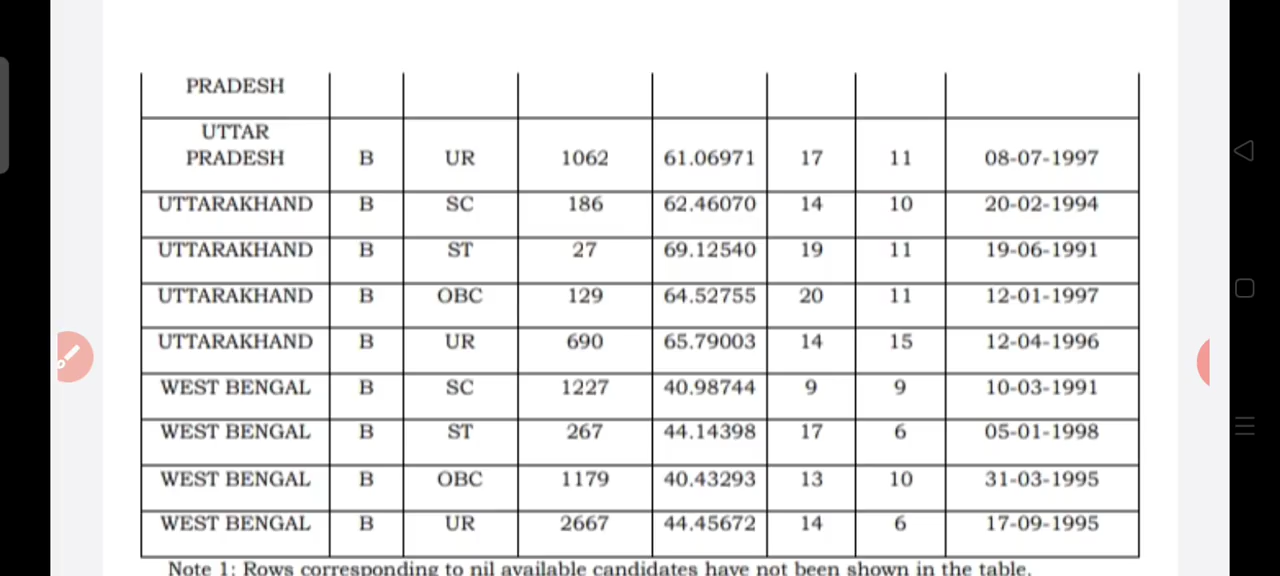 PRADESH
UTTAR
PRADESH B UR 1062 61.06971 17 11 08-07-1997
UTTARAKHAND B SC 186 62.46070 14 10 20-02-1994
UTTARAKHAND B ST 27 69.12540 19 11 19-06-1991
UTTARAKHAND B OBC 129 64.52755 20 11 12-01-1997
UTTARAKHAND B UR 690 65.79003 14 15 12-04-1996
WEST BENGAL B SC 1227 40.98744 9 9 10-03-1991
WEST BENGAL B ST 267 44.14398 17 6 05-01-1998
WEST BENGAL B OBC 1179 40.43293 13 10 31-03-1995
WEST BENGAL B UR 2667 44.45672 14 6 17-09-1995
Note 1: Rows corresponding to nil available candidates have not been shown in the table.